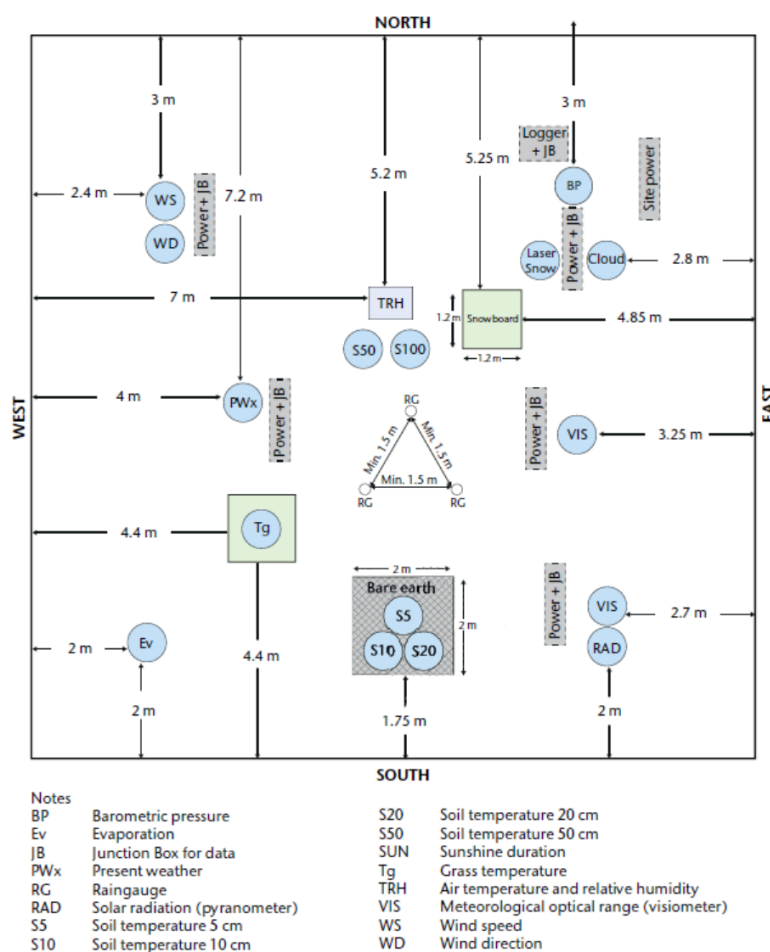 NORTH
3 m
7.2 m
5.2 m
5.25 m
3 m
Logger
+ JB
Site power
BP
2.4 m
WS
WD
Power + JB
Power + JB
Laser
Snow
Cloud
2.8 m
7 m
TRH
1.2 m
Snowboard
1.2 m
4.85 m
S50
S100
WEST
EAST
4 m
PWx
Power + JB
RG
Min. 1.5 m
Min. 1.5 m
Min. 1.5 m
RG
RG
Power + JB
VIS
3.25 m
Tg
4.4 m
4.4 m
2 m
Bare earth
S5
S10
S20
2 m
1.75 m
Power + JB
VIS
RAD
2.7 m
2 m
Ev
2 m
2 m
SOUTH
Notes
BP Barometric pressure
Ev Evaporation
JB Junction Box for data
PWx Present weather
RG Raingauge
RAD Solar radiation (pyranometer)
S5 Soil temperature 5 cm
S10 Soil temperature 10 cm
S20 Soil temperature 20 cm
S50 Soil temperature 50 cm
SUN Sunshine duration
Tg Grass temperature
TRH Air temperature and relative humidity
VIS Meteorological optical range (visiometer)
WS Wind speed
WD Wind direction